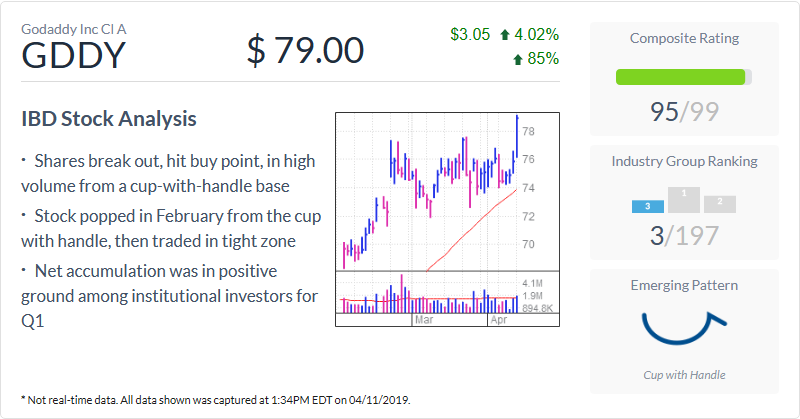 Godaddy Inc Cl A
GDDY
$ 79.00
$3.05 4.02%
85%
IBD Stock Analysis
• Shares break out, hit buy point, in high
volume from a cup-with-handle base
• Stock popped in February from the cup
with handle, then traded in tight zone
• Net accumulation was in positive
ground among institutional investors for
Q1
78
76
74
72
70
4.1M
1.9M
894.8K
Mar
Apr
Composite Rating
95/99
Industry Group Ranking
3
1
2
3/197
Emerging Pattern
Cup with Handle
* Not real-time data. All data shown was captured at 1:34PM EDT on 04/11/2019.